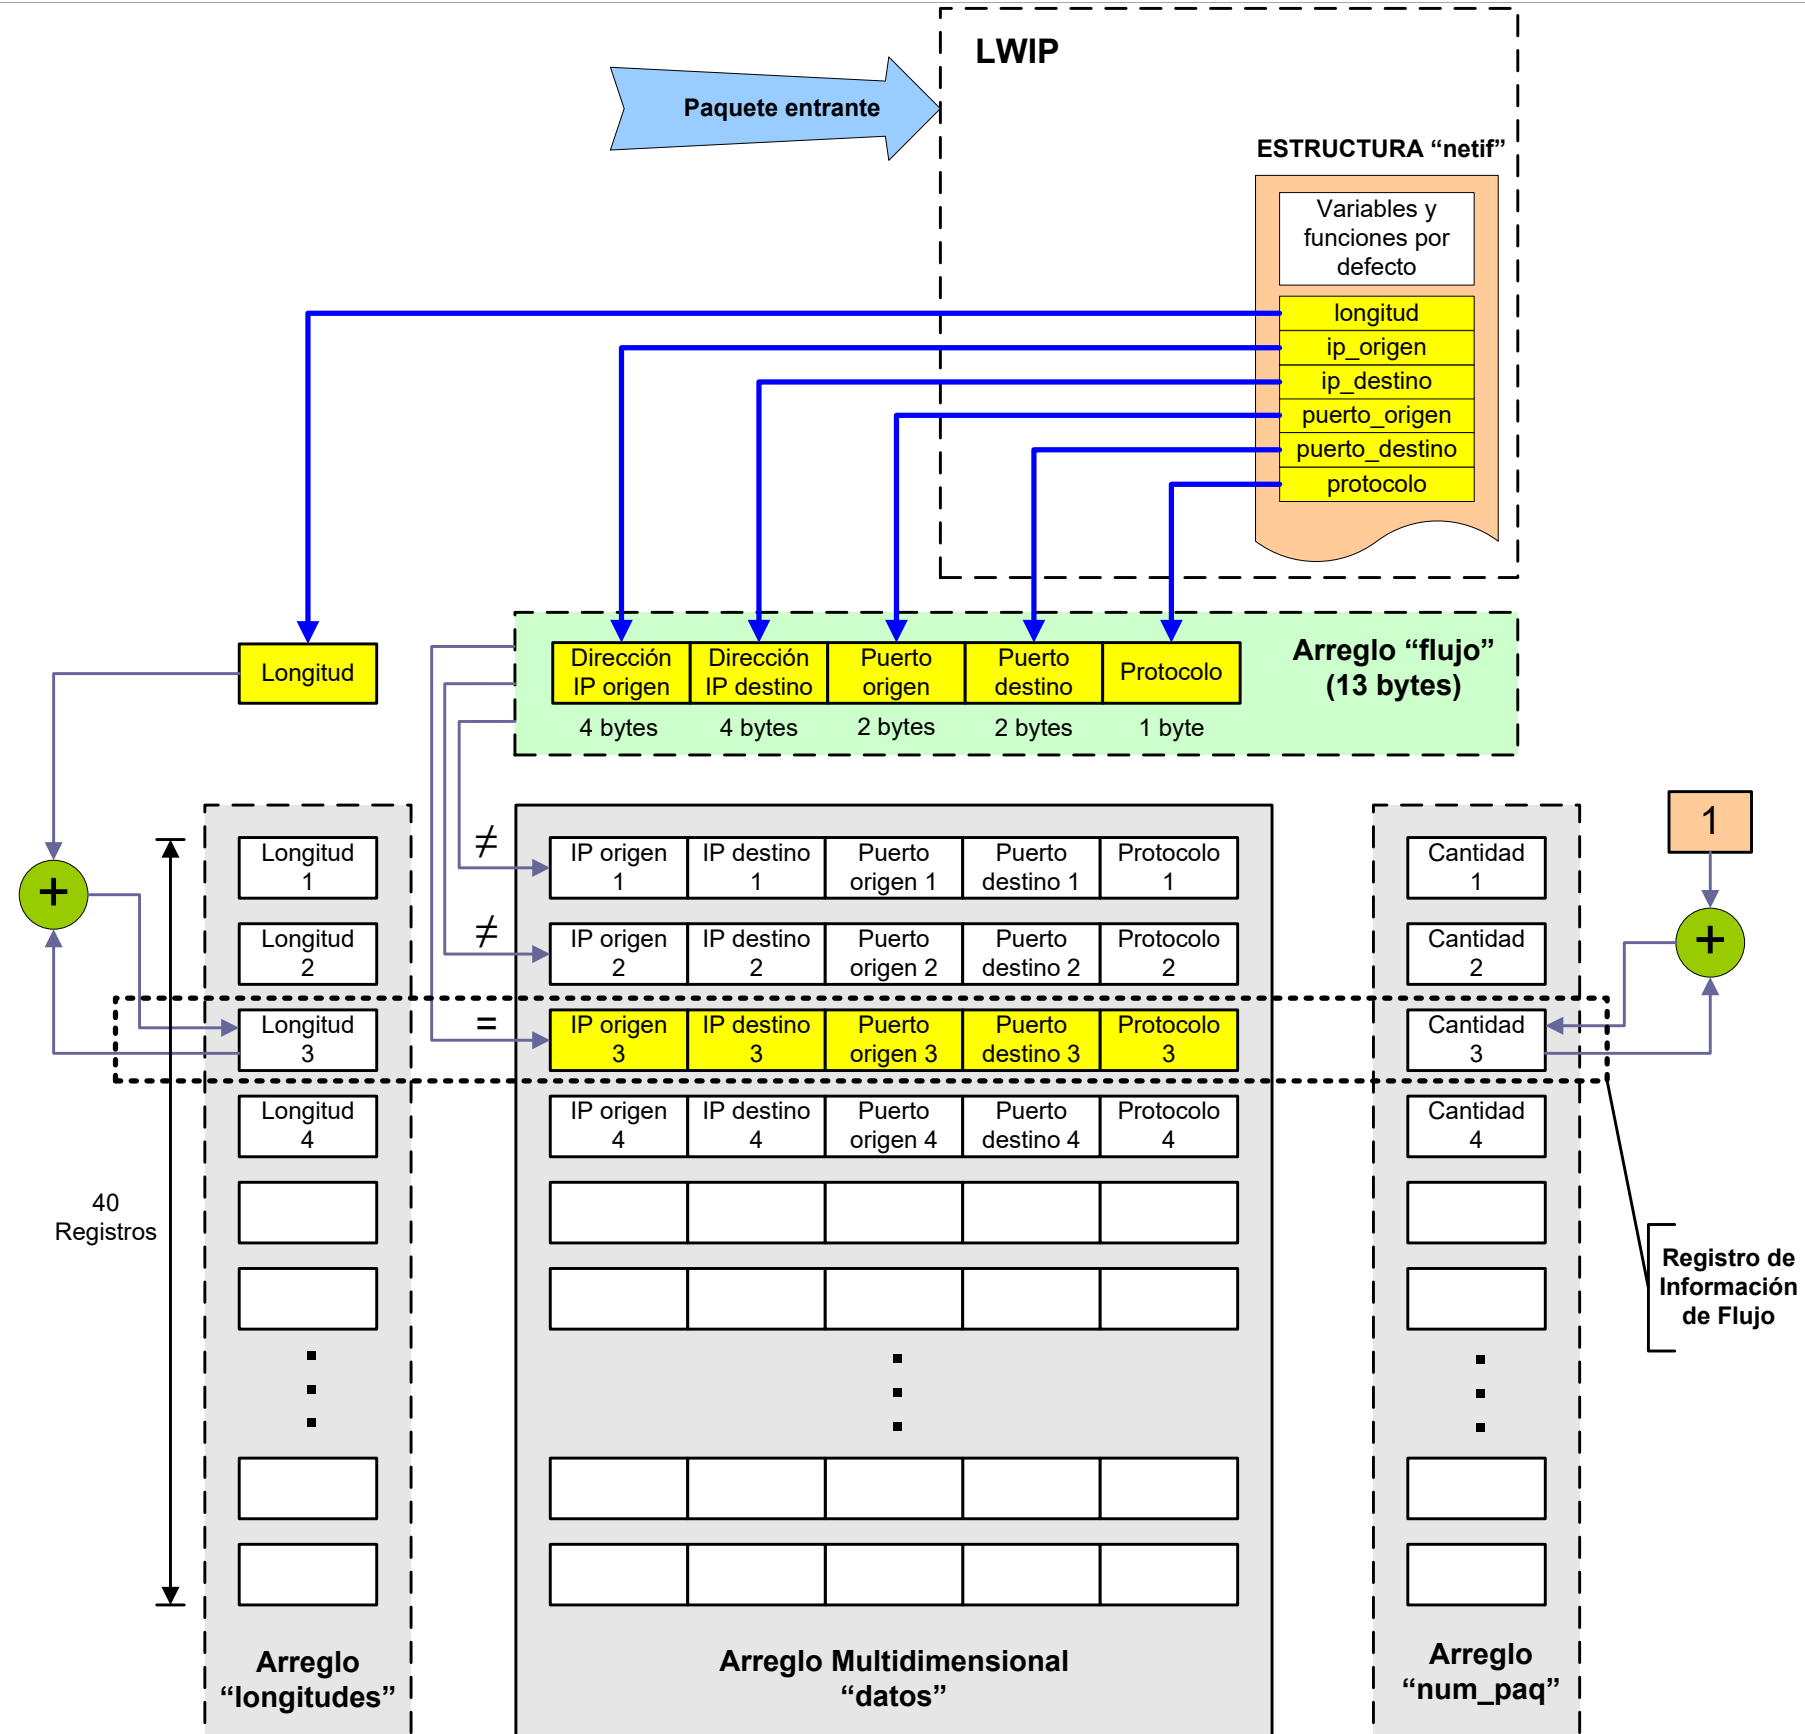 LWIP
Paquete entrante
ESTRUCTURA “netif”
Variables y
funciones por
defecto
longitud
ip_origen
ip_destino
puerto_origen
puerto_destino
protocolo
Longitud
Dirección
IP origen
Dirección
IP destino
Puerto
origen
Puerto
destino
Protocolo
Arreglo “flujo”
(13 bytes)
4 bytes
4 bytes
2 bytes
2 bytes
1 byte
1
+
+
≠
Longitud
1
IP origen
1
IP destino
1
Puerto
origen 1
Puerto
destino 1
Protocolo
1
Cantidad
1
≠
Longitud
2
IP origen
2
IP destino
2
Puerto
origen 2
Puerto
destino 2
Protocolo
2
Cantidad
2
=
Longitud
3
IP origen
3
IP destino
3
Puerto
origen 3
Puerto
destino 3
Protocolo
3
Cantidad
3
Longitud
4
IP origen
4
IP destino
4
Puerto
origen 4
Puerto
destino 4
Protocolo
4
Cantidad
4
40
Registros
Registro de
Información
de Flujo
Arreglo
“longitudes”
Arreglo Multidimensional
“datos”
Arreglo
“num_paq”